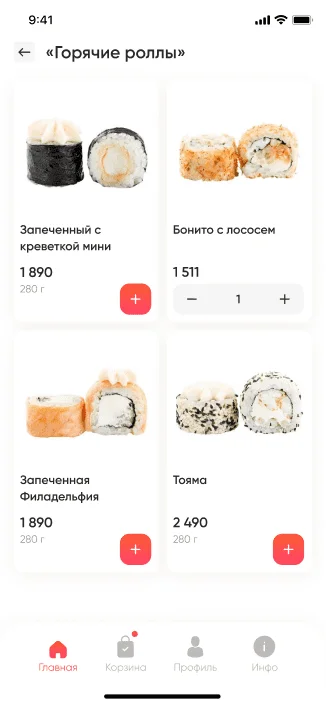 9:41
«Горячие роллы»
Запеченный с
креветкой мини
1 890
280 г
Бонито с лососем
1 511
1
Запеченная
Филадельфия
1 890
280 г
Тояма
2 490
280 г
Главная
Корзина
Профиль
Инфо